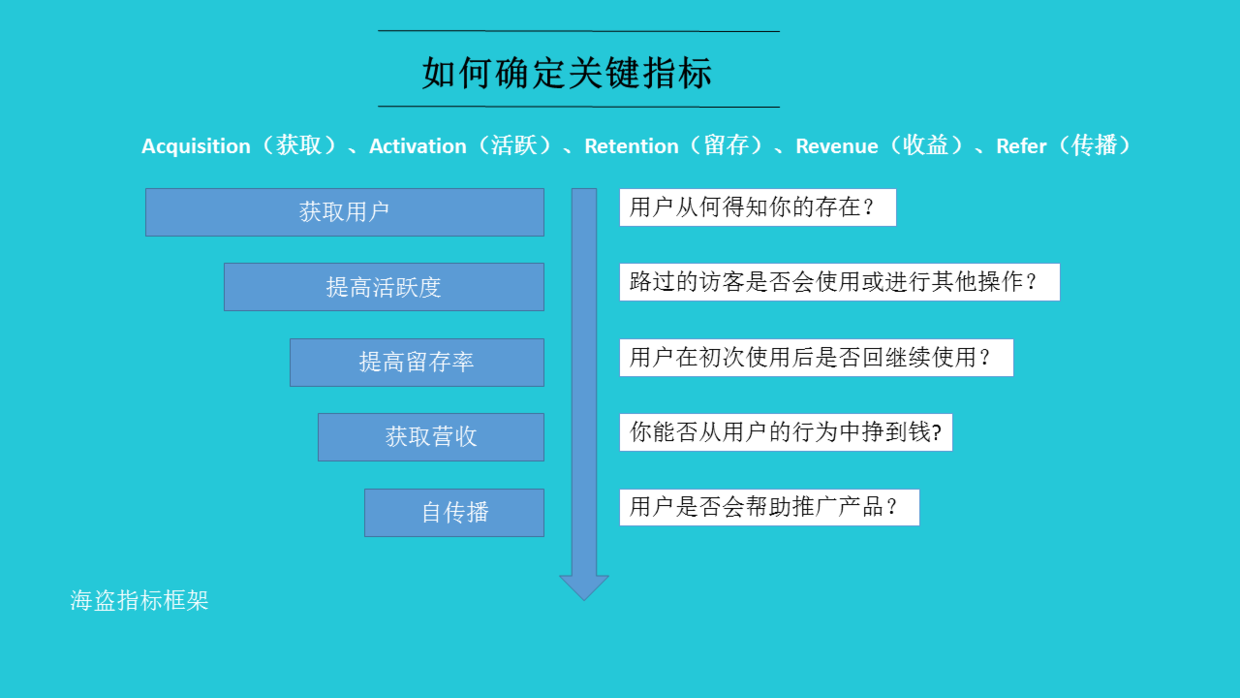 如何确定关键指标
Acquisition（获取）、Activation（活跃）、Retention（留存）、Revenue（收益）、Refer（传播）
获取用户
用户从何得知你的存在？
提高活跃度
路过的访客是否会使用或进行其他操作？
提高留存率
用户在初次使用后是否回继续使用？
获取营收
你能否从用户的行为中挣到钱?
自传播
用户是否会帮助推广产品？
海盗指标框架